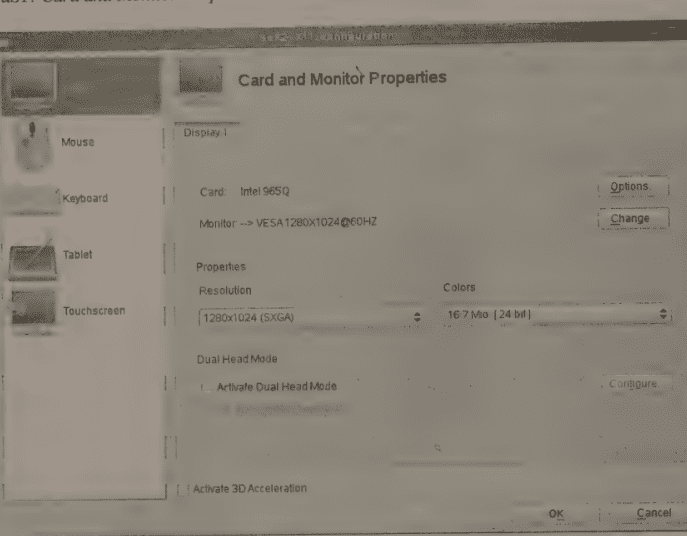 Card and Monitor Properties
Mouse
Keyboard
Tablet
Touchscreen
Display 1
Card: Intel 965Q
Options
Monitor --> VESA 1280X1024@60HZ
Change
Properties
Resolution
Colors
1280x1024 (SXGA)
16.7 Mio [24 bit]
Dual Head Mode
Activate Dual Head Mode
Configure
Activate 3D Acceleration
OK
Cancel